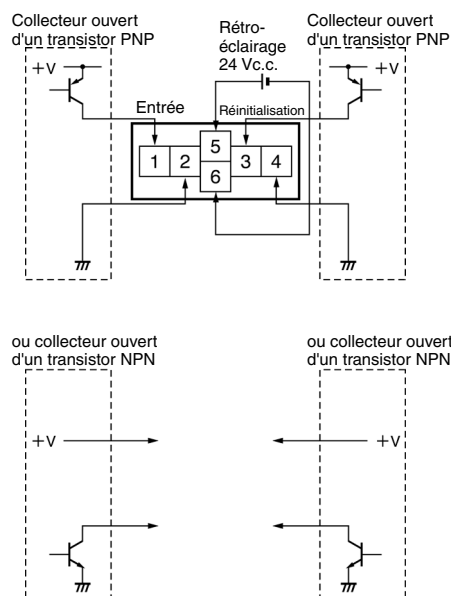 Collecteur ouvert
d'un transistor PNP
Rétro-
éclairage
24 Vc.c.
Collecteur ouvert
d'un transistor PNP
+V
+V
Entrée
Réinitialisation
1 2 5 3 4
6
ou collecteur ouvert
d'un transistor NPN
ou collecteur ouvert
d'un transistor NPN
+V
+V